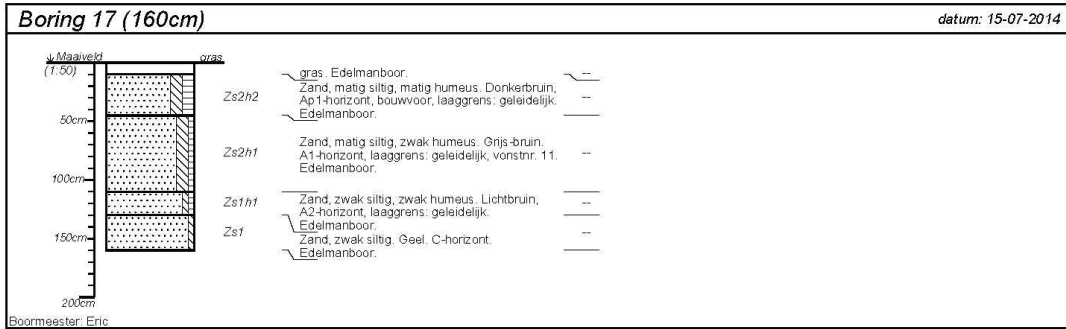 Boring 17 (160cm)
datum: 15-07-2014
↓ Maaiveld
gras
(1:50)
gras. Edelmanboor.
--
Zs2h2
Zand, matig siltig, matig humeus. Donkerbruin,
Ap1-horizont, bouwvoor, laaggrens: geleidelijk.
Edelmanboor.
--
50cm
Zs2h1
Zand, matig siltig, zwak humeus. Grijs-bruin.
A1-horizont, laaggrens: geleidelijk, vonstnr. 11.
Edelmanboor.
--
100cm
Zs1h1
Zand, zwak siltig, zwak humeus. Lichtbruin,
A2-horizont, laaggrens: geleidelijk.
Edelmanboor.
--
150cm
Zs1
Zand, zwak siltig. Geel. C-horizont.
Edelmanboor.
--
200cm
Boormeester: Eric